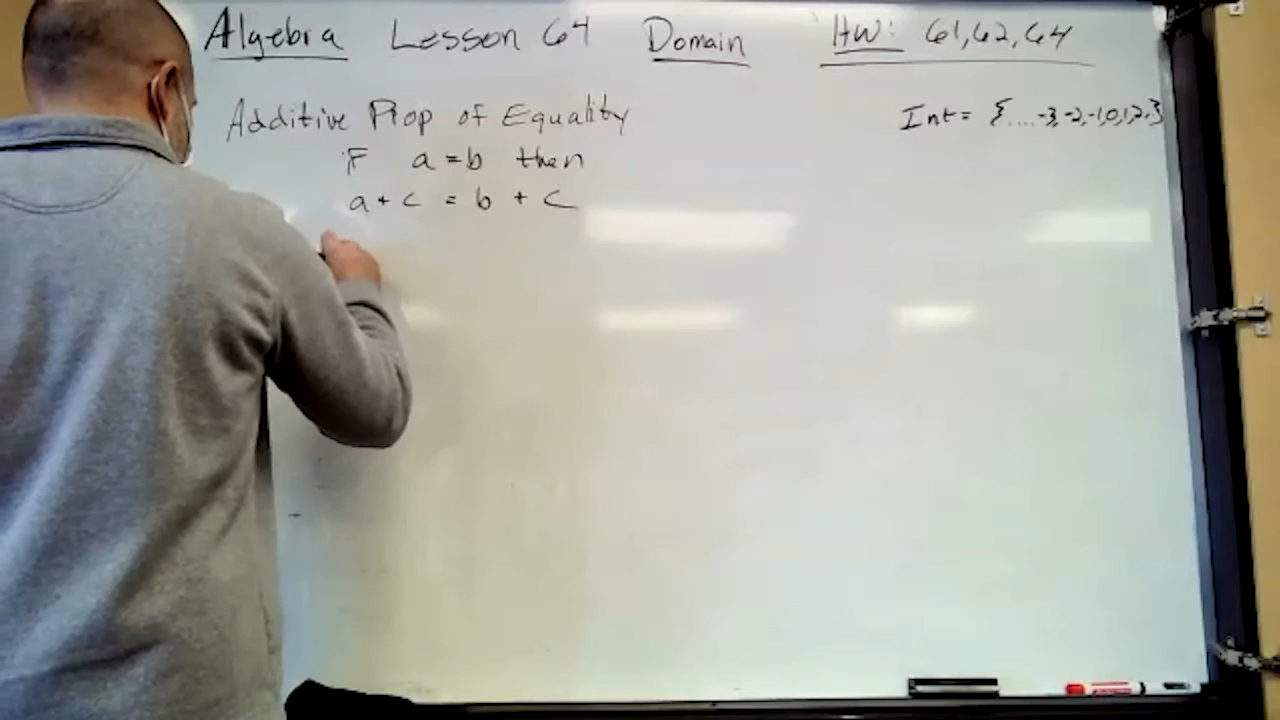 Algebra Lesson 64 Domain HW: 61, 62, 64
Additive Prop of Equality
Int = {....-3,-2,-1,0,1,2.}
IF a = b then
a + c = b + c